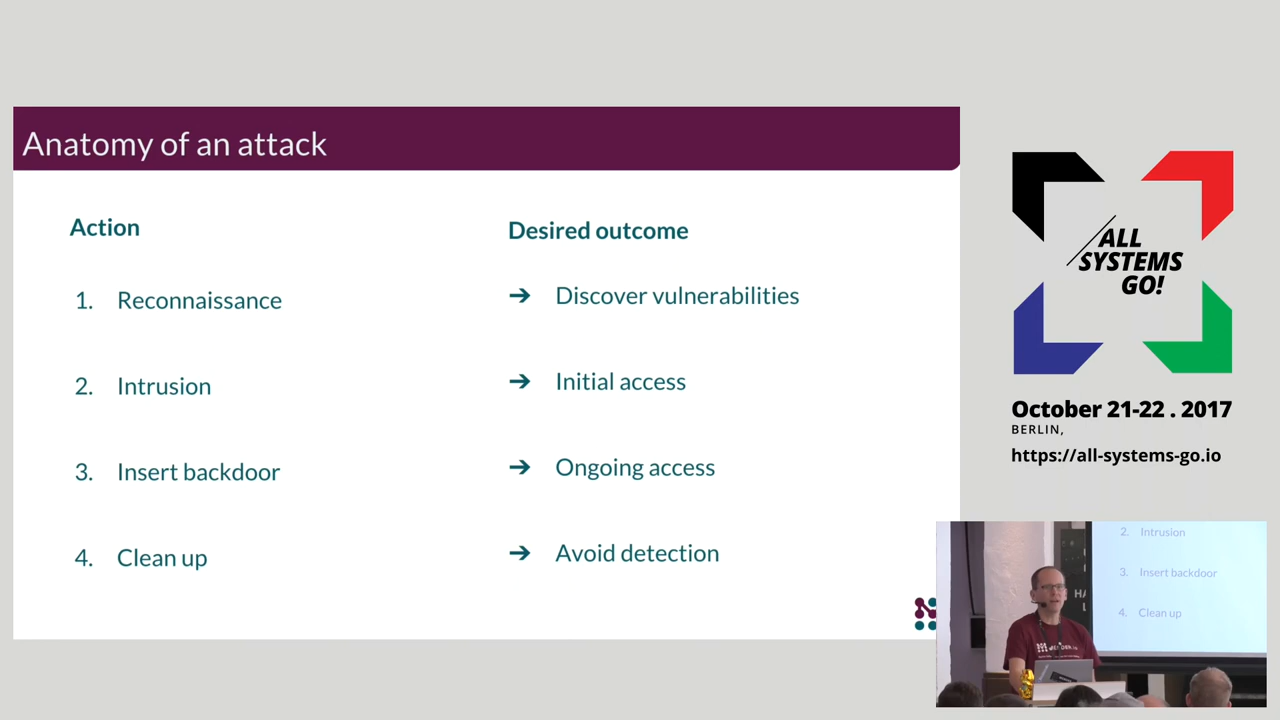 Anatomy of an attack
Action
Desired outcome
1. Reconnaissance
➔ Discover vulnerabilities
2. Intrusion
➔ Initial access
3. Insert backdoor
➔ Ongoing access
4. Clean up
➔ Avoid detection
ALL
SYSTEMS
GO!
October 21-22 . 2017
BERLIN,
https://all-systems-go.io
2. Intrusion
3. Insert backdoor
4. Clean up